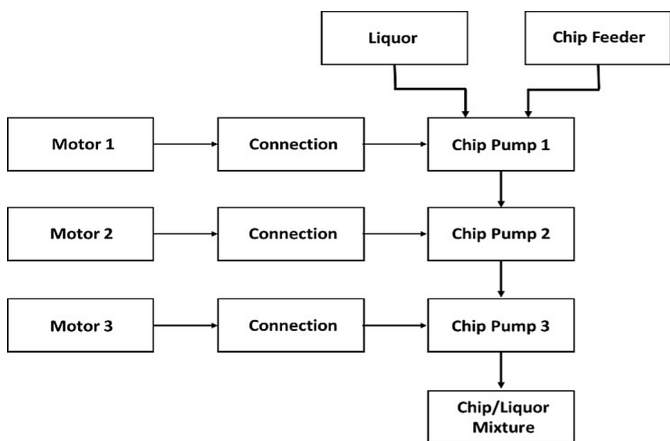 Liquor
Chip Feeder
Motor 1
Connection
Chip Pump 1
Motor 2
Connection
Chip Pump 2
Motor 3
Connection
Chip Pump 3
Chip/Liquor
Mixture